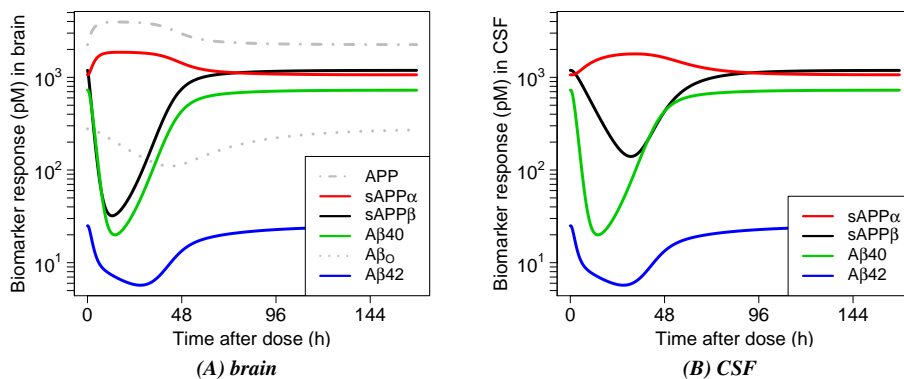 Biomarker response (pM) in brain
10³
10²
10¹
0 48 96 144
Time after dose (h)
APP
sAPPα
sAPPβ
Aβ40
Aβ_O
Aβ42
(A) brain
Biomarker response (pM) in CSF
10³
10²
10¹
0 48 96 144
Time after dose (h)
sAPPα
sAPPβ
Aβ40
Aβ42
(B) CSF